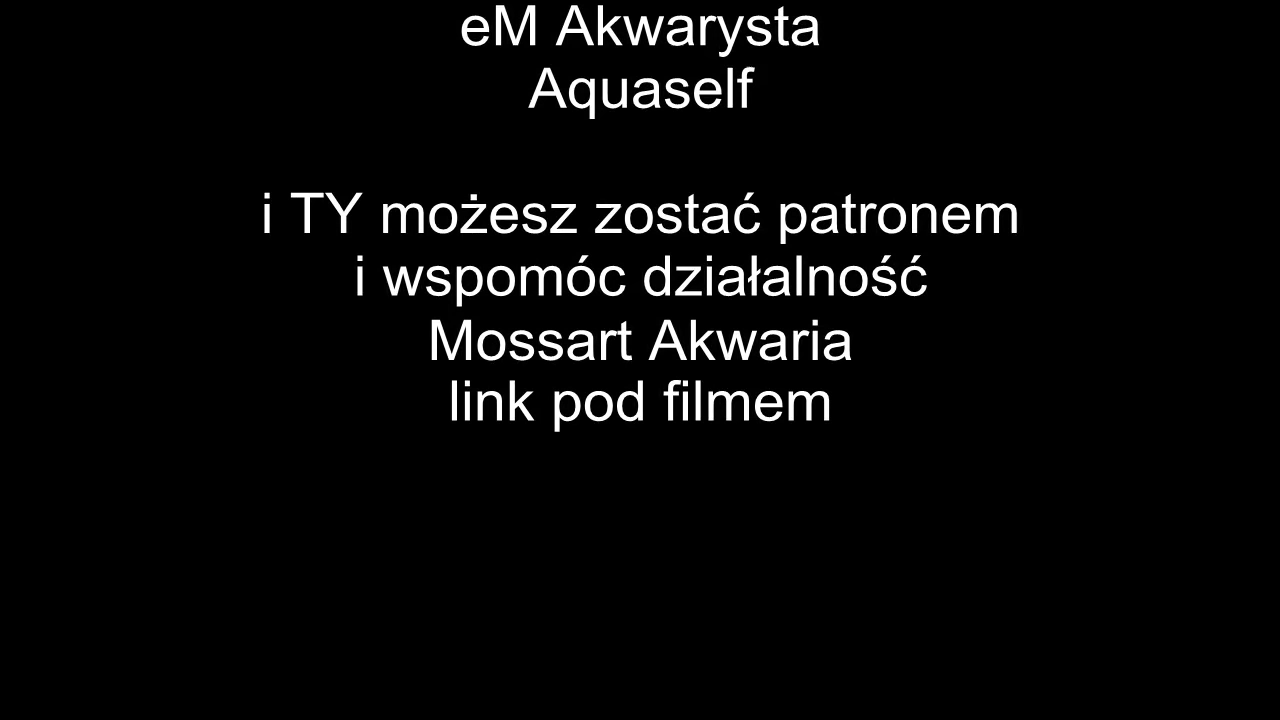 eM Akwarysta
Aquaself
i TY możesz zostać patronem
i wspomóc działalność
Mossart Akwaria
link pod filmem